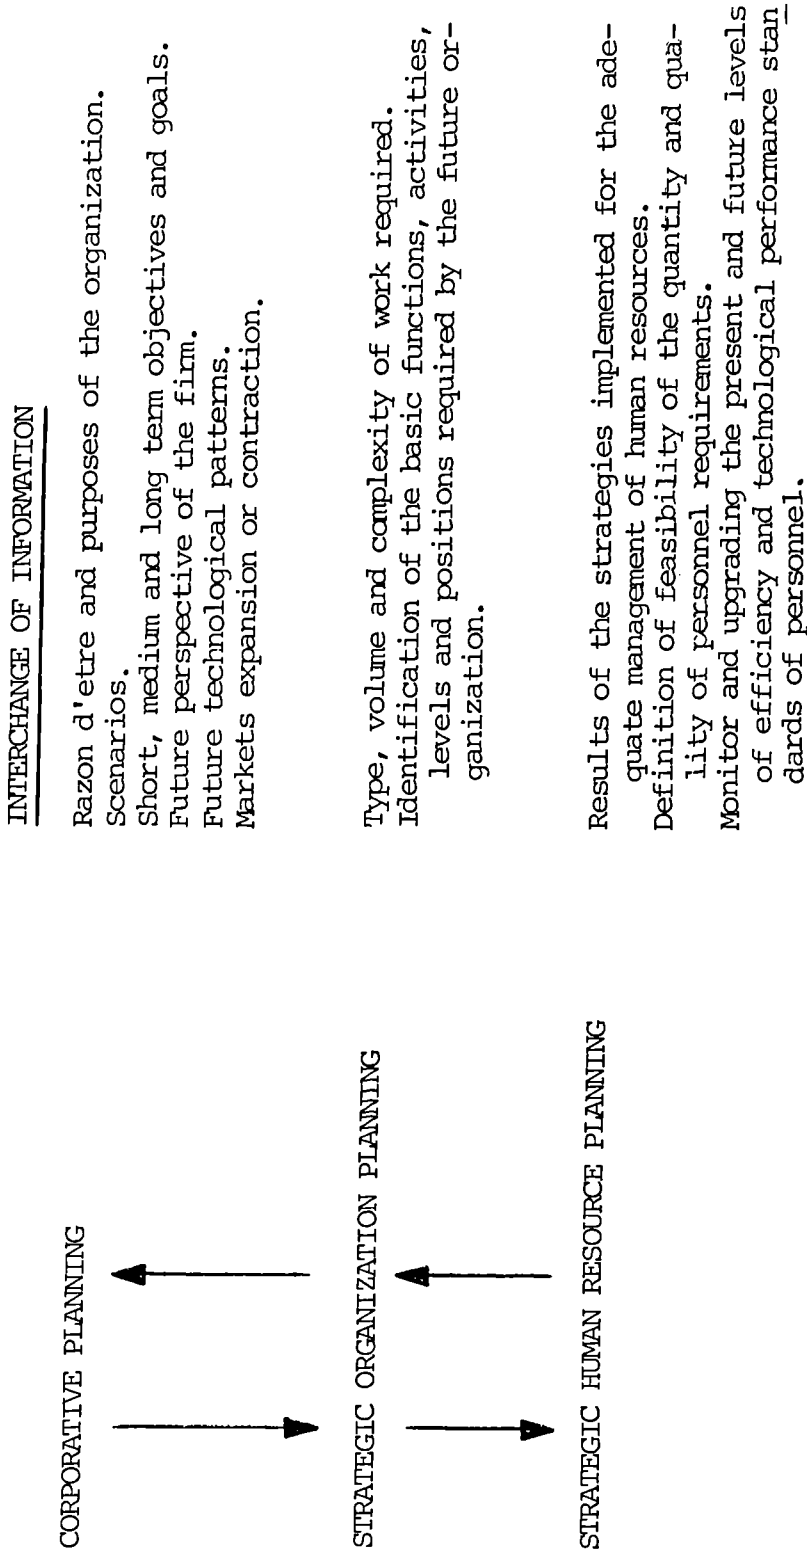 INTERCHANGE OF INFORMATION
CORPORATIVE PLANNING
Razon d'etre and purposes of the organization.
Scenarios.
Short, medium and long term objectives and goals.
Future perspective of the firm.
Future technological patterns.
Markets expansion or contraction.
STRATEGIC ORGANIZATION PLANNING
Type, volume and complexity of work required.
Identification of the basic functions, activities,
levels and positions required by the future or-
ganization.
STRATEGIC HUMAN RESOURCE PLANNING
Results of the strategies implemented for the ade-
quate management of human resources.
Definition of feasibility of the quantity and qua-
lity of personnel requirements.
Monitor and upgrading the present and future levels
of efficiency and technological performance stan
dards of personnel.